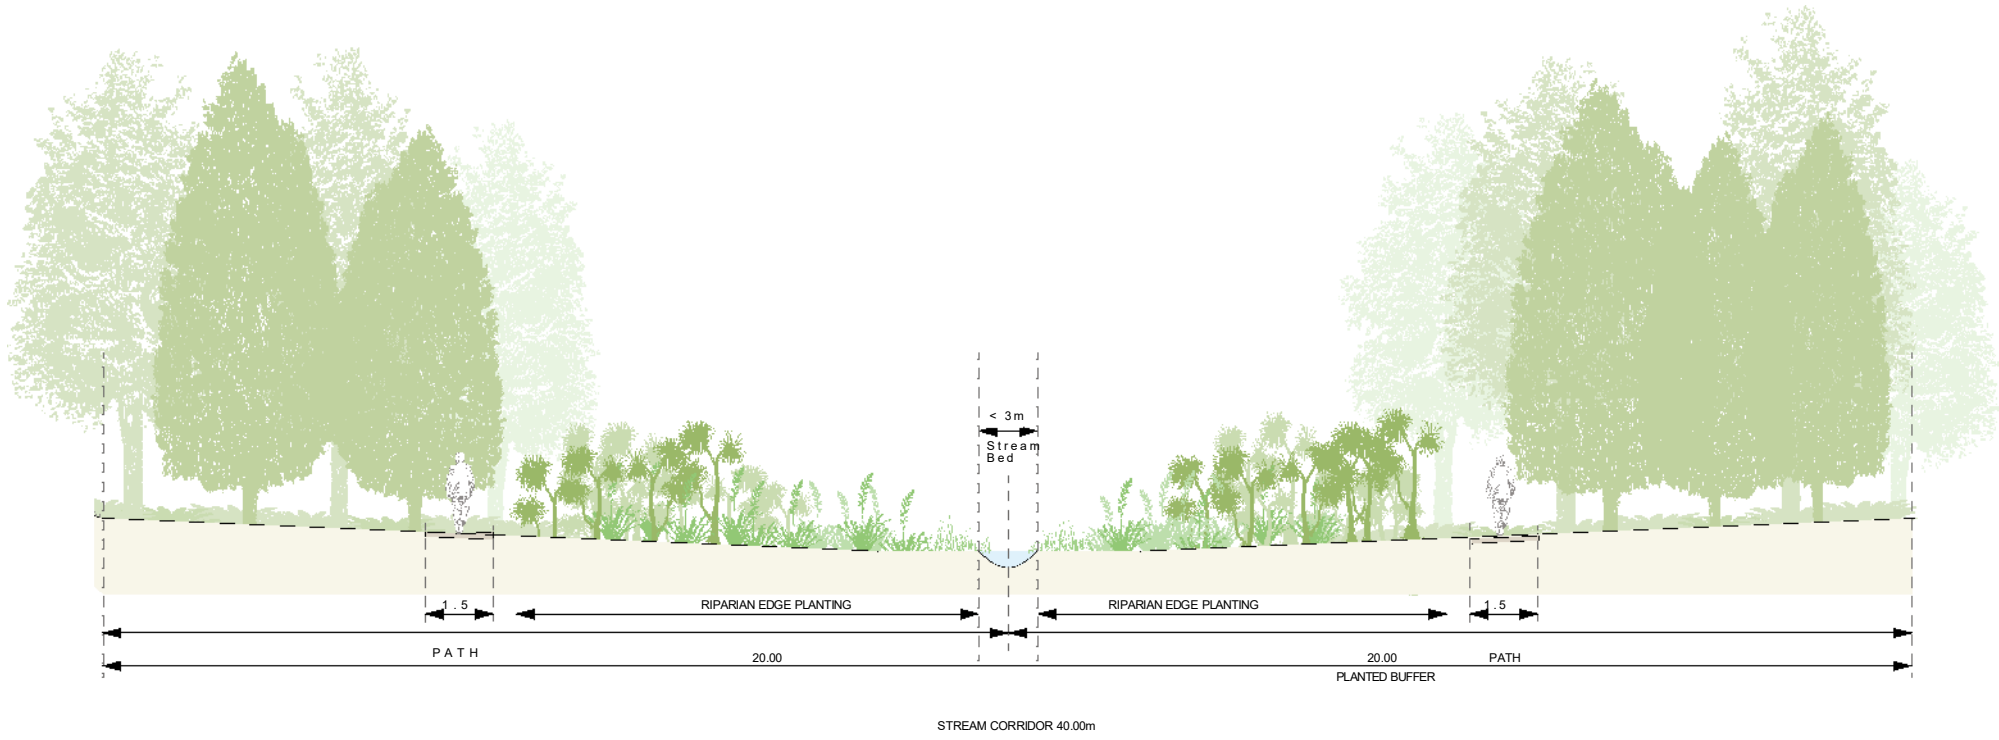 < 3m
Stream
Bed
1.5
RIPARIAN EDGE PLANTING
RIPARIAN EDGE PLANTING
1.5
PATH
20.00
20.00
PATH
PLANTED BUFFER
STREAM CORRIDOR 40.00m